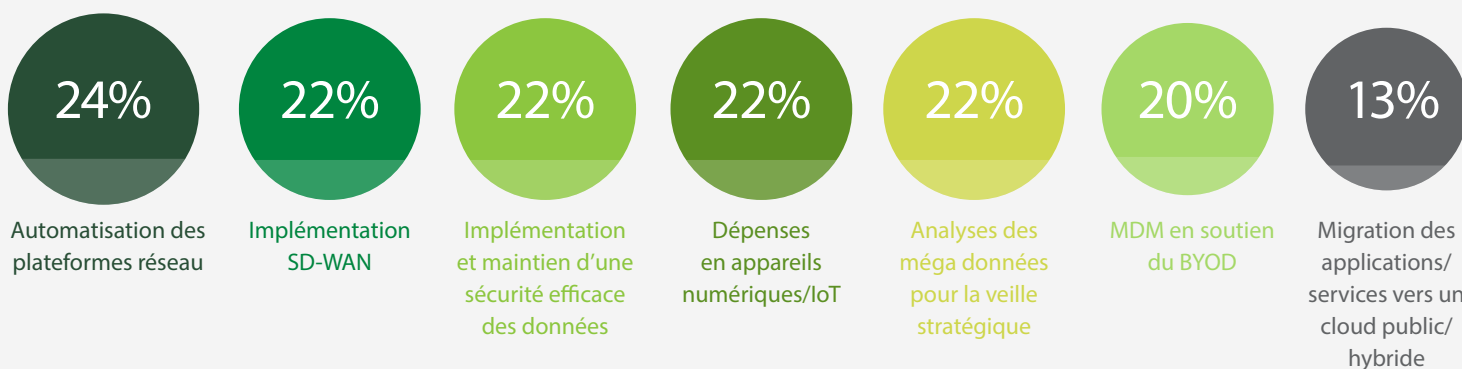 24%
Automatisation des
plateformes réseau
22%
Implémentation
SD-WAN
22%
Implémentation
et maintien d'une
sécurité efficace
des données
22%
Dépenses
en appareils
numériques/IoT
22%
Analyses des
méga données
pour la veille
stratégique
20%
MDM en soutien
du BYOD
13%
Migration des
applications/
services vers un
cloud public/
hybride